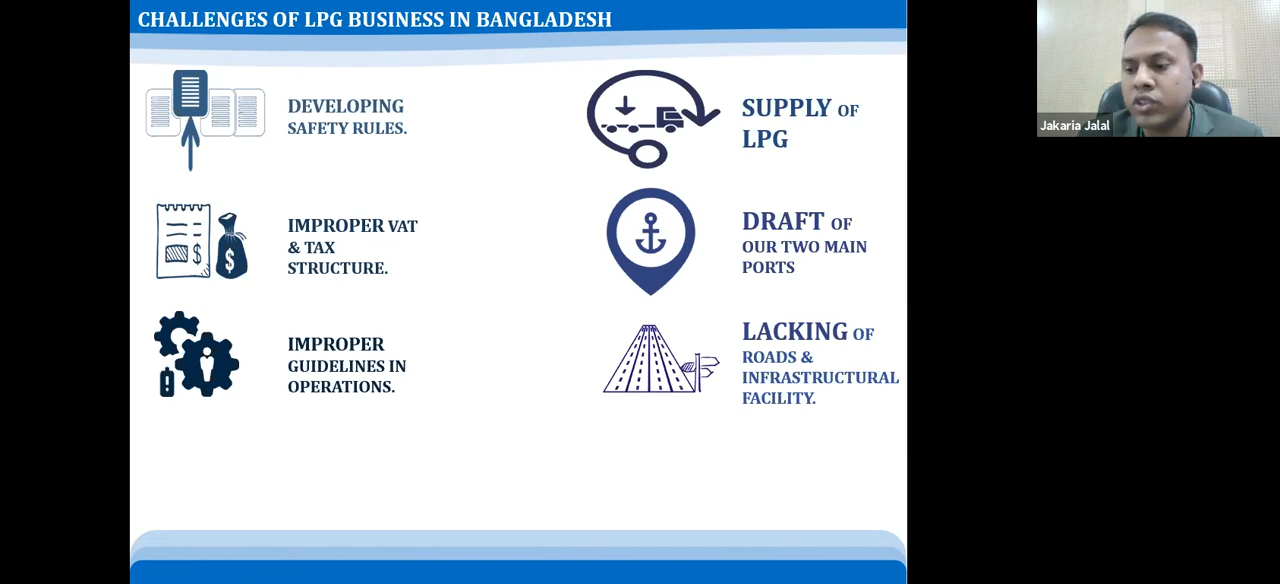 CHALLENGES OF LPG BUSINESS IN BANGLADESH
DEVELOPING
SAFETY RULES.
IMPROPER VAT
& TAX
STRUCTURE.
IMPROPER
GUIDELINES IN
OPERATIONS.
SUPPLY OF
LPG
DRAFT OF
OUR TWO MAIN
PORTS
LACKING OF
ROADS &
INFRASTRUCTURAL
FACILITY.
Jakaria Jalal